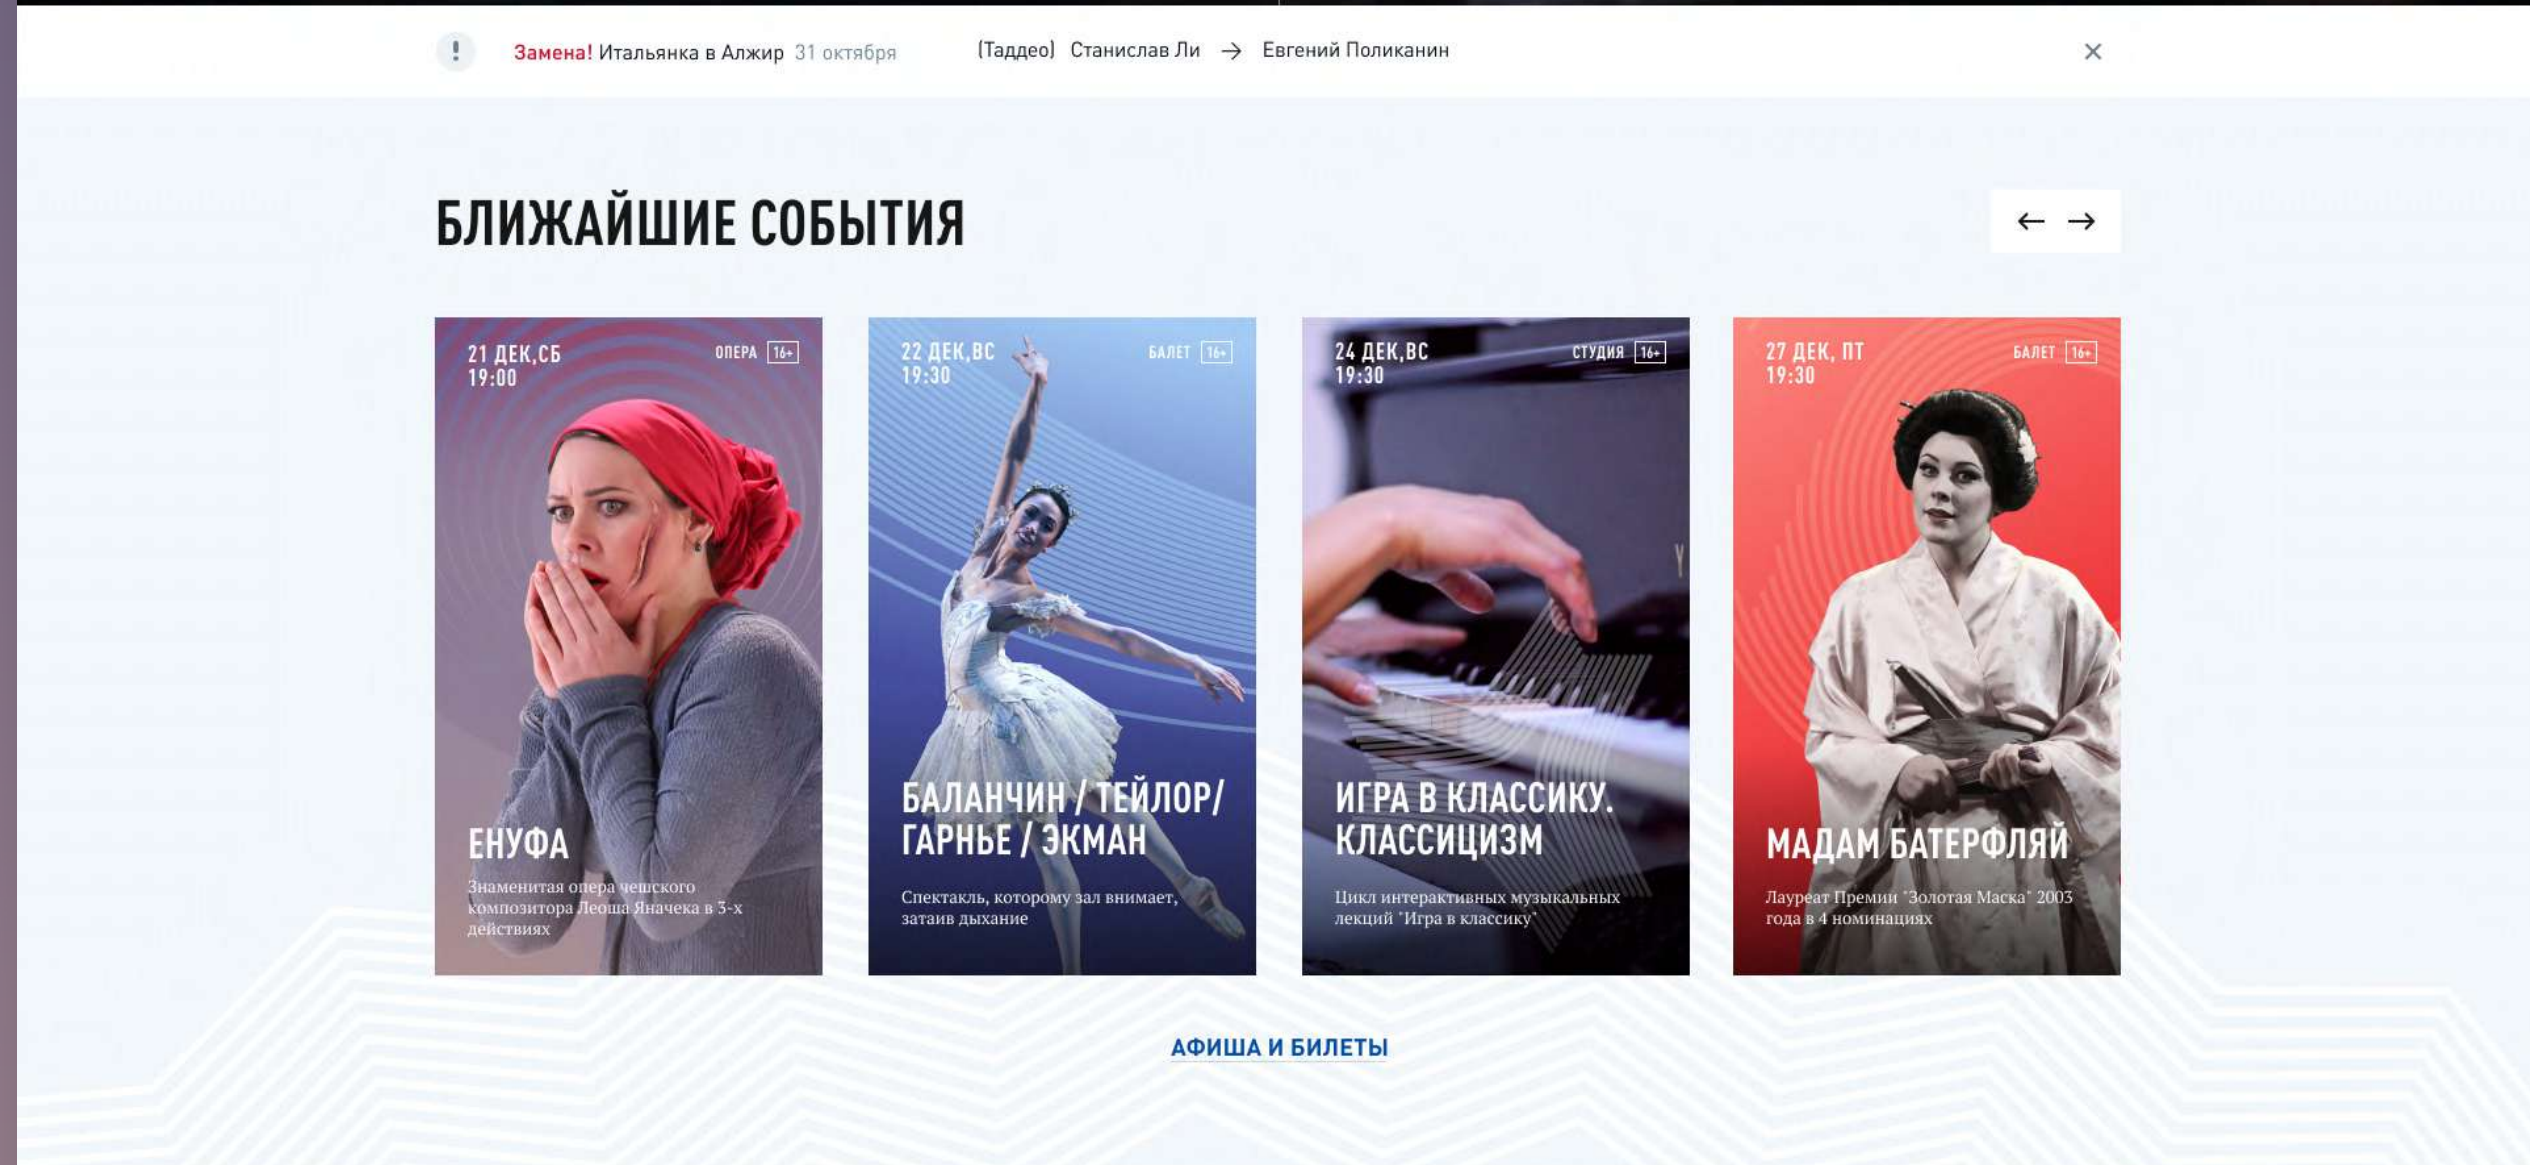 Замена! Итальянка в Алжир 31 октября (Таддео) Станислав Ли → Евгений Поликанин
БЛИЖАЙШИЕ СОБЫТИЯ
21 ДЕК,СБ ОПЕРА 16+
19:00
ЕНУФА
Знаменитая опера чешского
композитора Леоша Яначека в 3-х
действиях
22 ДЕК,ВС БАЛЕТ 16+
19:30
БАЛАНЧИН / ТЕЙЛОР/
ГАРНЬЕ / ЭКМАН
Спектакль, которому зал внимает,
затаив дыхание
24 ДЕК,ВС СТУДИЯ 16+
19:30
ИГРА В КЛАССИКУ.
КЛАССИЦИЗМ
Цикл интерактивных музыкальных
лекций "Игра в классику"
27 ДЕК, ПТ БАЛЕТ 16+
19:30
МАДАМ БАТЕРФЛЯЙ
Лауреат Премии "Золотая Маска" 2003
года в 4 номинациях
АФИША И БИЛЕТЫ